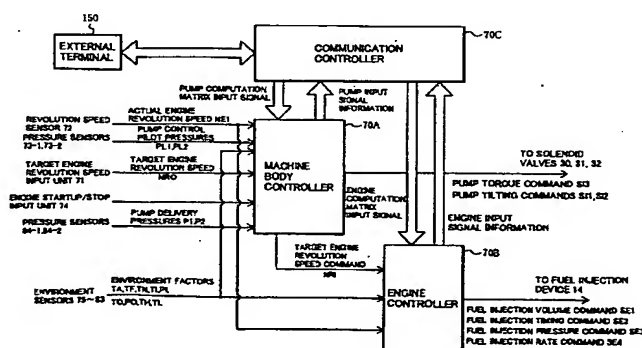 150
EXTERNAL
TERMINAL
70C
COMMUNICATION
CONTROLLER
PUMP COMPUTATION
MATRIX INPUT SIGNAL
PUMP INPUT
SIGNAL
INFORMATION
70A
REVOLUTION SPEED
SENSOR 72
ACTUAL ENGINE
REVOLUTION SPEED NE1
PRESSURE SENSORS
73-1,73-2
PUMP CONTROL
PILOT PRESSURES
PL1,PL2
TARGET ENGINE
REVOLUTION SPEED
INPUT UNIT 71
TARGET ENGINE
REVOLUTION SPEED
NRO
ENGINE STARTUP/STOP
INPUT UNIT 74
PRESSURE SENSORS
84-1,84-2
PUMP DELIVERY
PRESSURES P1,P2
MACHINE
BODY
CONTROLLER
TO SOLENOID
VALVES 30, 31, 32
PUMP TORQUE COMMAND SI3
PUMP TILTING COMMANDS SI1, SI2
ENGINE COMPUTATION
MATRIX
INPUT SIGNAL
ENGINE INPUT
SIGNAL INFORMATION
TARGET ENGINE
REVOLUTION
SPEED COMMAND
NR1
70B
ENVIRONMENT
SENSORS 75~83
ENVIRONMENT FACTORS
TO,PO,TH,TL
ENGINE
CONTROLLER
TO FUEL INJECTION
DEVICE 14
FUEL INJECTION VOLUME COMMAND SE1
FUEL INJECTION TIMING COMMAND SE2
FUEL INJECTION PRESSURE COMMAND SE3
FUEL INJECTION RATE COMMAND SE4